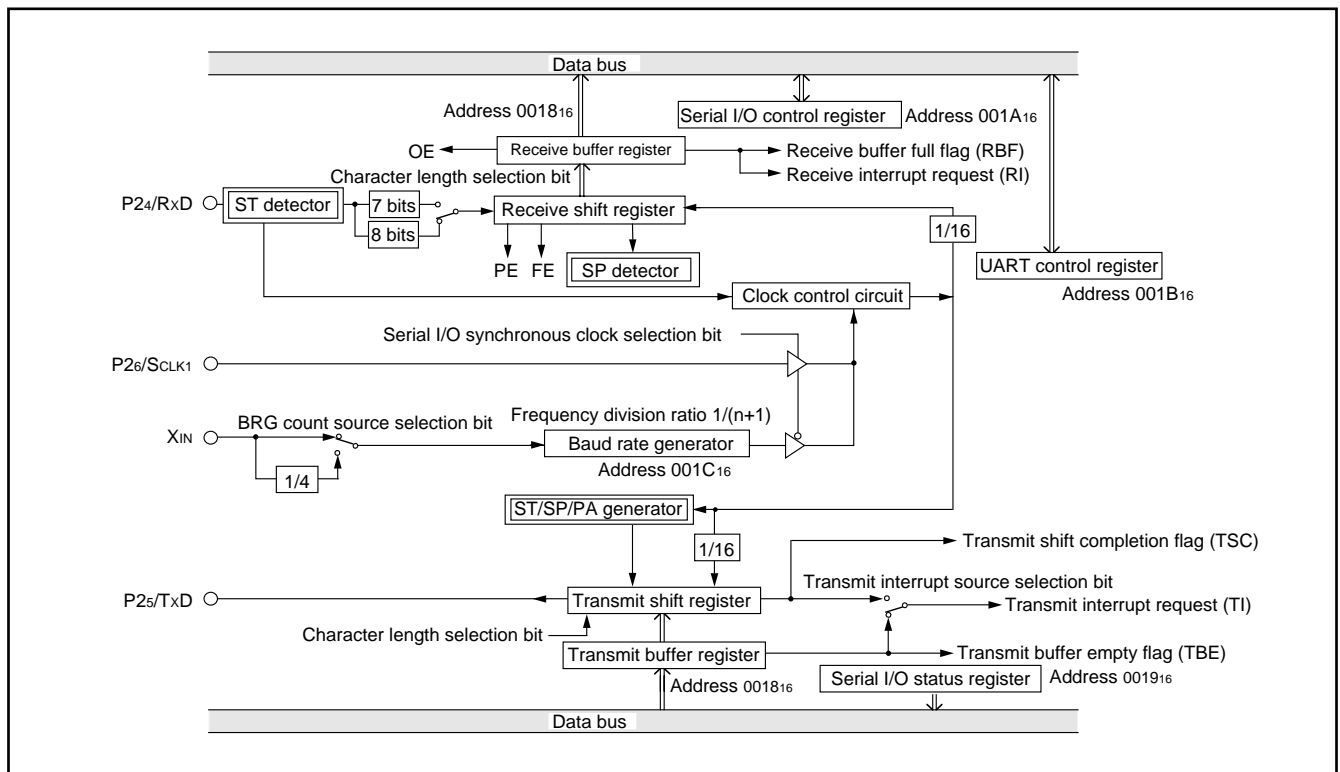 Data bus
Address 001816
Serial I/O control register
Address 001A16
OE
Receive buffer register
Receive buffer full flag (RBF)
Receive interrupt request (RI)
Character length selection bit
P24/RxD
ST detector
7 bits
8 bits
Receive shift register
1/16
PE
FE
SP detector
UART control register
Address 001B16
Clock control circuit
Serial I/O synchronous clock selection bit
P26/SCLK1
XIN
BRG count source selection bit
1/4
Frequency division ratio 1/(n+1)
Baud rate generator
Address 001C16
ST/SP/PA generator
1/16
Transmit shift completion flag (TSC)
Transmit interrupt source selection bit
P25/TxD
Transmit shift register
Transmit interrupt request (TI)
Character length selection bit
Transmit buffer register
Transmit buffer empty flag (TBE)
Address 001816
Serial I/O status register
Address 001916
Data bus